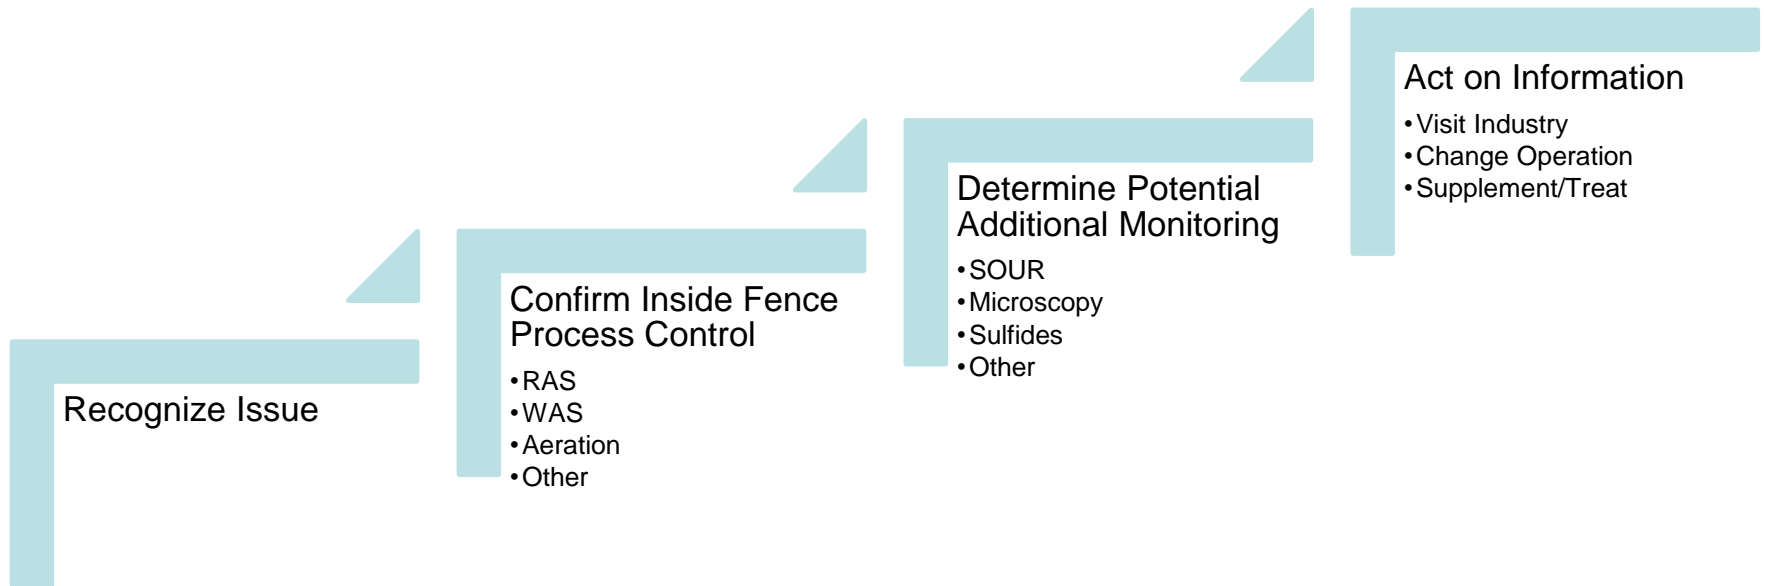 Recognize Issue
Confirm Inside Fence
Process Control
•RAS
•WAS
•Aeration
•Other
Determine Potential
Additional Monitoring
•SOUR
•Microscopy
•Sulfides
•Other
Act on Information
•Visit Industry
•Change Operation
•Supplement/Treat